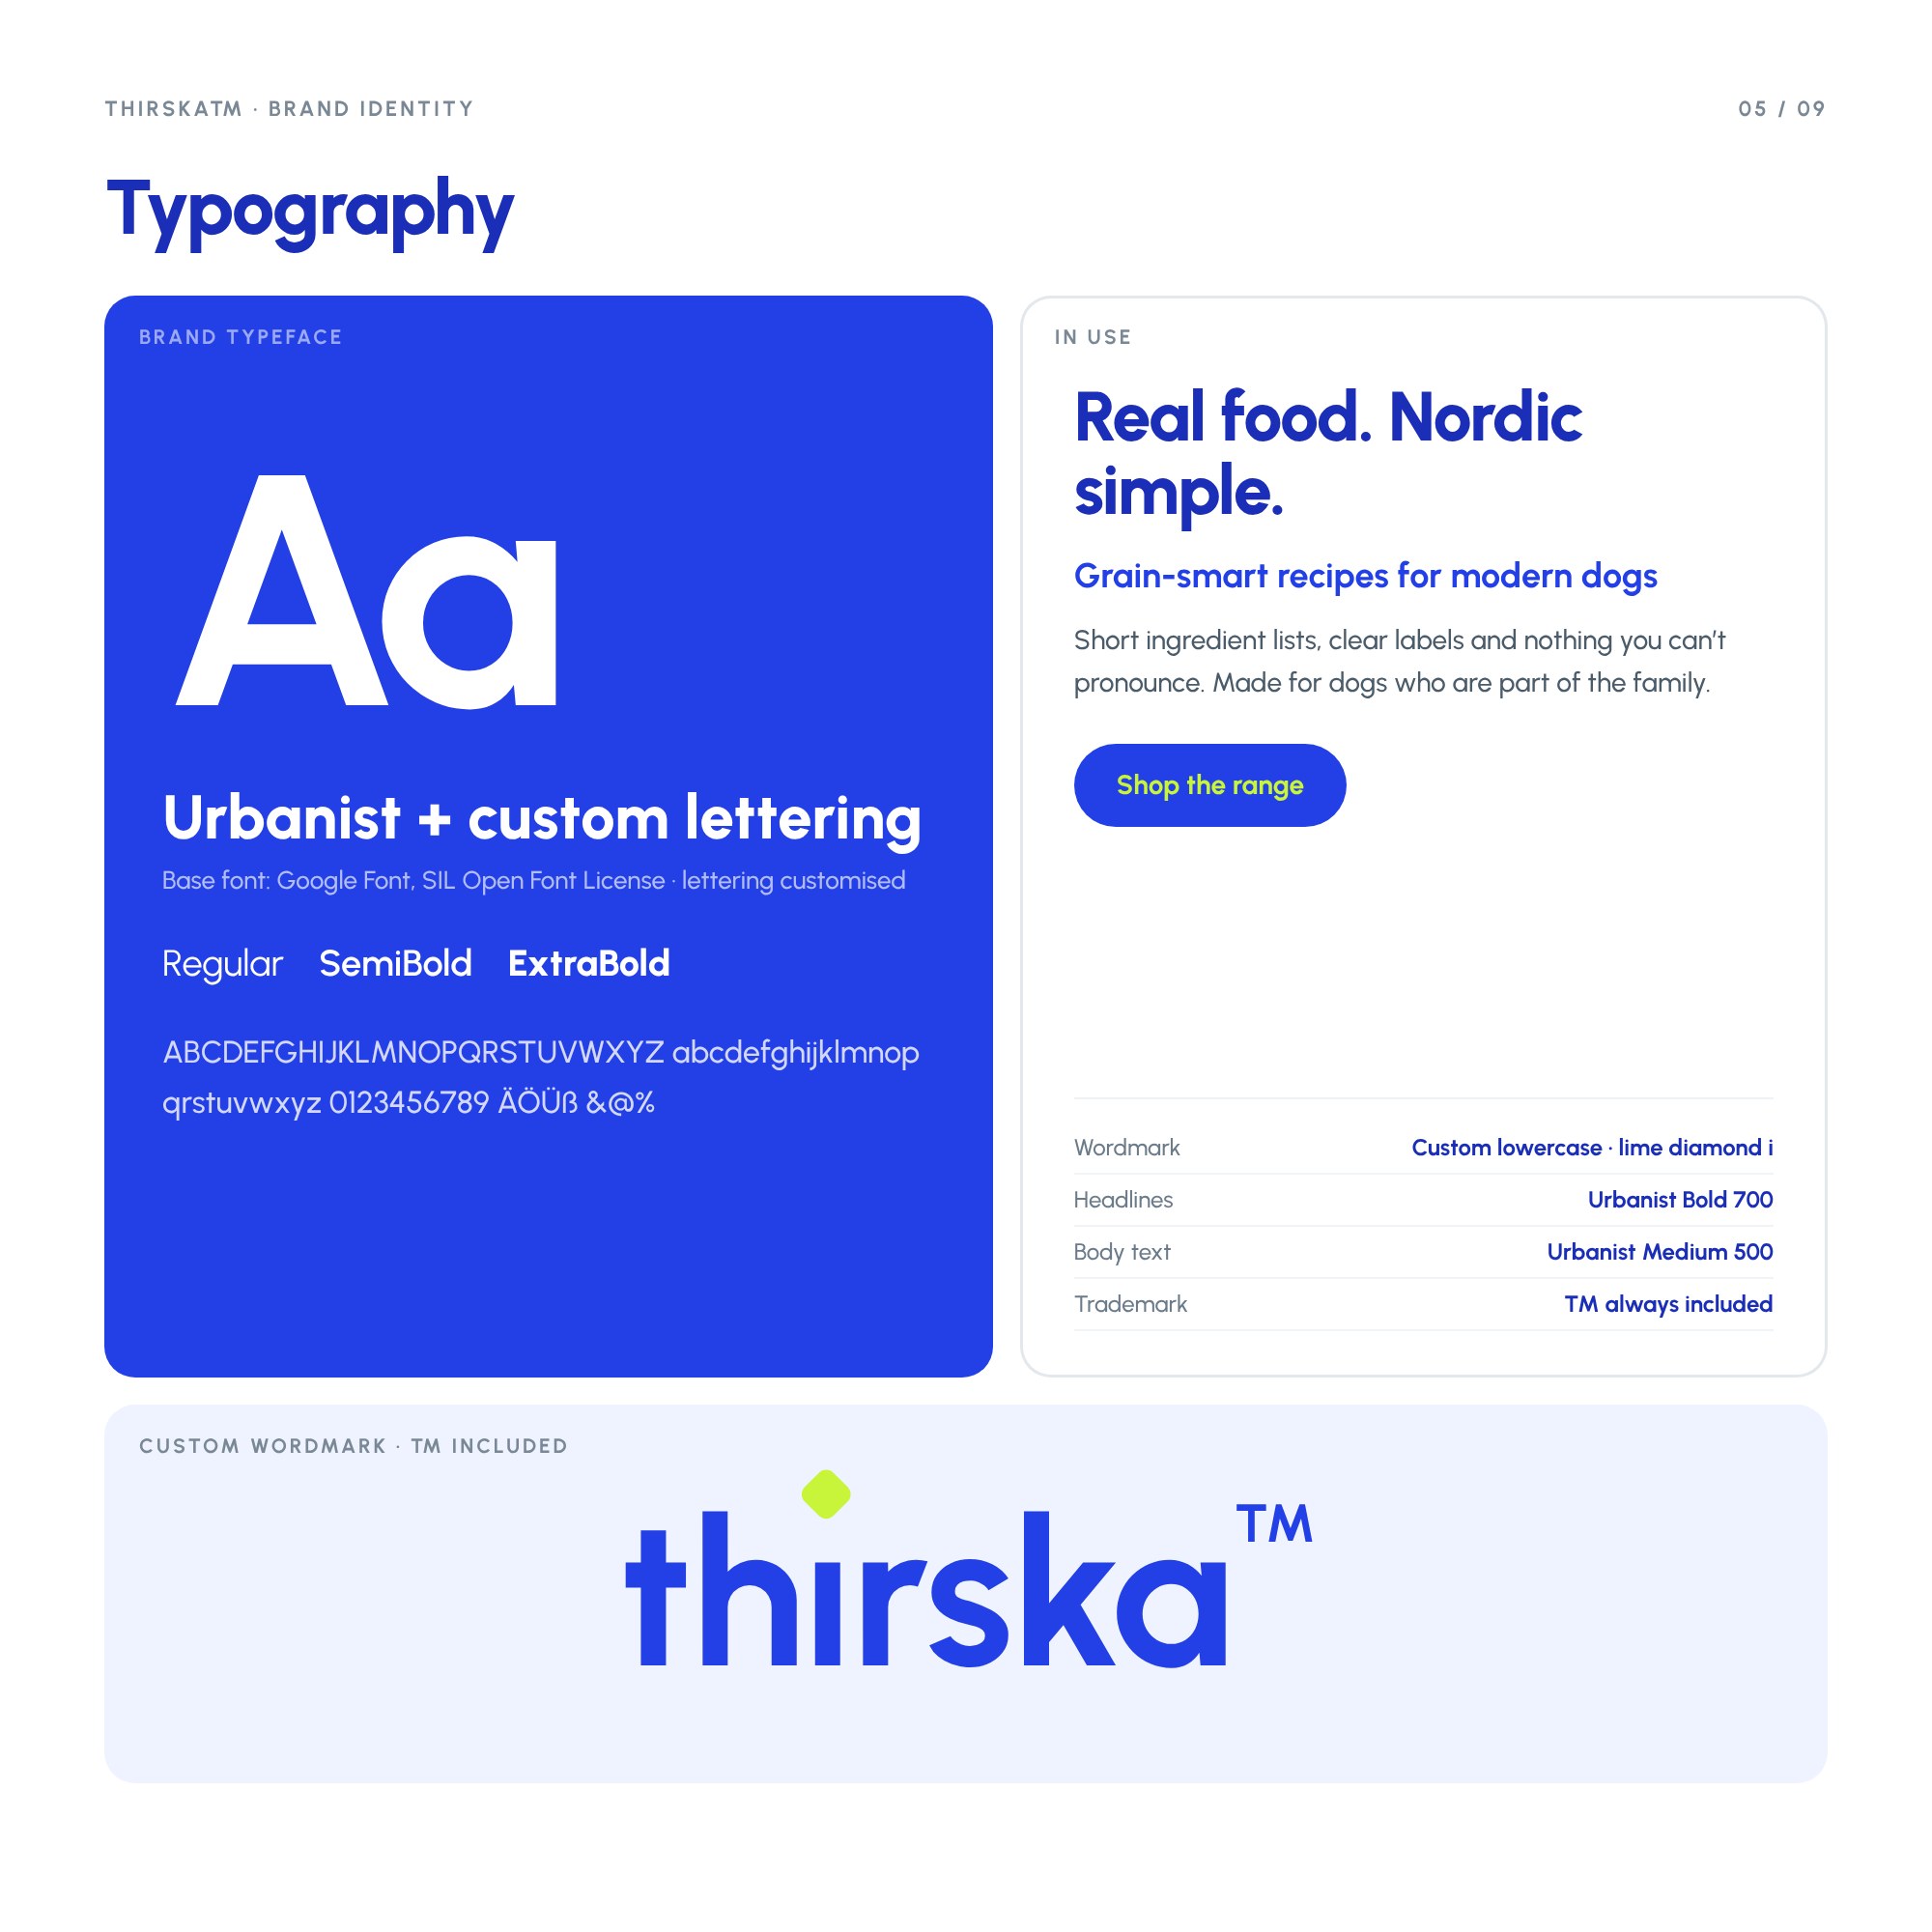 THIRSKATM · BRAND IDENTITY
05 / 09
Typography
BRAND TYPEFACE
Aa
Urbanist + custom lettering
Base font: Google Font, SIL Open Font License · lettering customised
Regular SemiBold ExtraBold
ABCDEFGHIJKLMNOPQRSTUVWXYZ abcdefghijklmnop
qrstuvwxyz 0123456789 ÄÖÜß &@%
IN USE
Real food. Nordic
simple.
Grain-smart recipes for modern dogs
Short ingredient lists, clear labels and nothing you can’t
pronounce. Made for dogs who are part of the family.
Shop the range
Wordmark Custom lowercase · lime diamond i
Headlines Urbanist Bold 700
Body text Urbanist Medium 500
Trademark TM always included
CUSTOM WORDMARK · TM INCLUDED
thirska TM